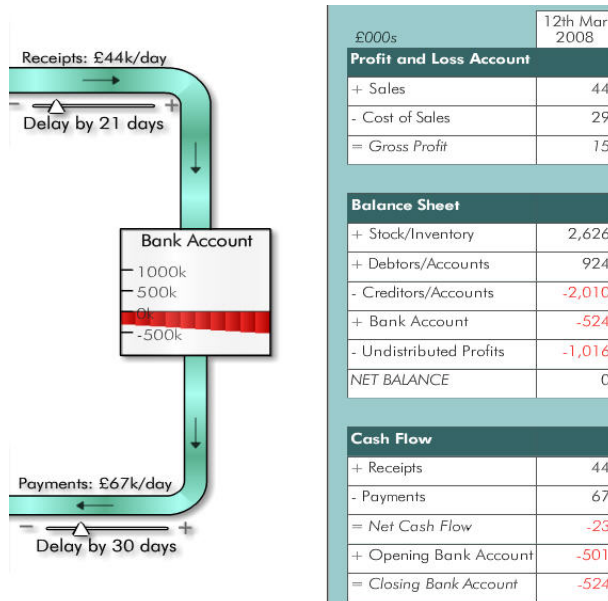 Receipts: £44k/day
− +
Delay by 21 days
Bank Account
1000k
500k
0k
-500k
Payments: £67k/day
− +
Delay by 30 days
£000s 12th Mar 2008
Profit and Loss Account
+ Sales 44
- Cost of Sales 29
= Gross Profit 15
Balance Sheet
+ Stock/Inventory 2,626
+ Debtors/Accounts 924
- Creditors/Accounts -2,010
+ Bank Account -524
- Undistributed Profits -1,016
NET BALANCE 0
Cash Flow
+ Receipts 44
- Payments 67
= Net Cash Flow -23
+ Opening Bank Account -501
= Closing Bank Account -524